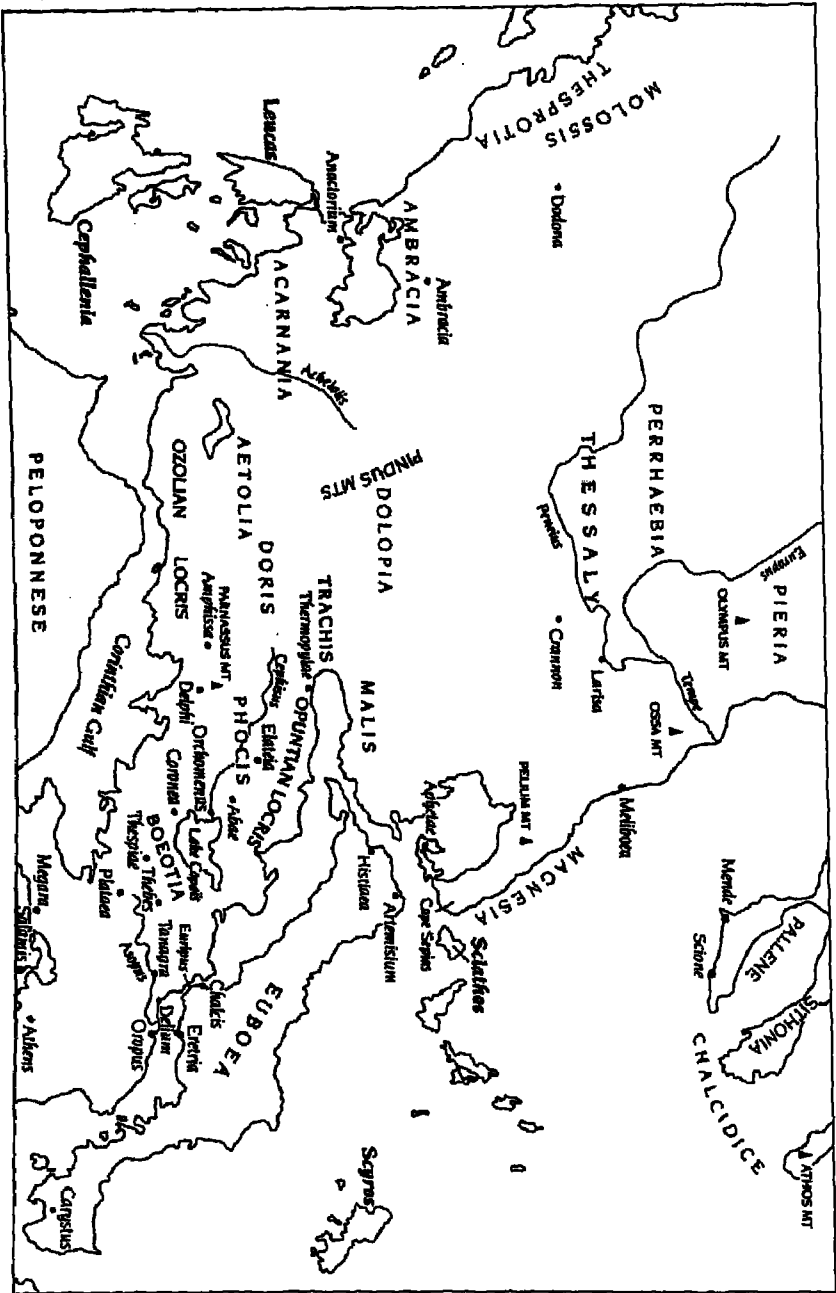 MOLOSSIS
THESPROTIA
Dodona
PERRHAEBIA
Europus
PIERIA
OLYMPUS MT
THESSALY
Peneius
Crannon
Larisa
Tempe
OSSA MT
Meliboea
PELIUM MT
MAGNESIA
Mende
Scione
PALLENE
SITHONIA
CHALCIDICE
ATHOS MT
Leucas
Anactorium
AMBRACIA
Ambracia
ACARNANIA
Achelöüs
Cephallenia
PINDUS MTS
DOLOPIA
AETOLIA
DORIS
TRACHIS
Thermopylae
MALIS
OZOLIAN
LOCRIS
PARNASSUS MT
Amphissa
Delphi
Cephisus
Elateia
OPUNTIAN LOCRIS
PHOCIS
Abae
Orchomenus
Coronea
Lake Copais
BOEOTIA
Thespiae
Thebes
Plataea
Tanagra
Asopus
Euripus
Chalcis
Delium
Eretria
Oropus
EUBOEA
Histiaea
Artemisium
Aphetae
Cape Sepias
Sciathos
Scyros
Carystus
Corinthian Gulf
PELOPONNESE
Megara
Salamis
Athens